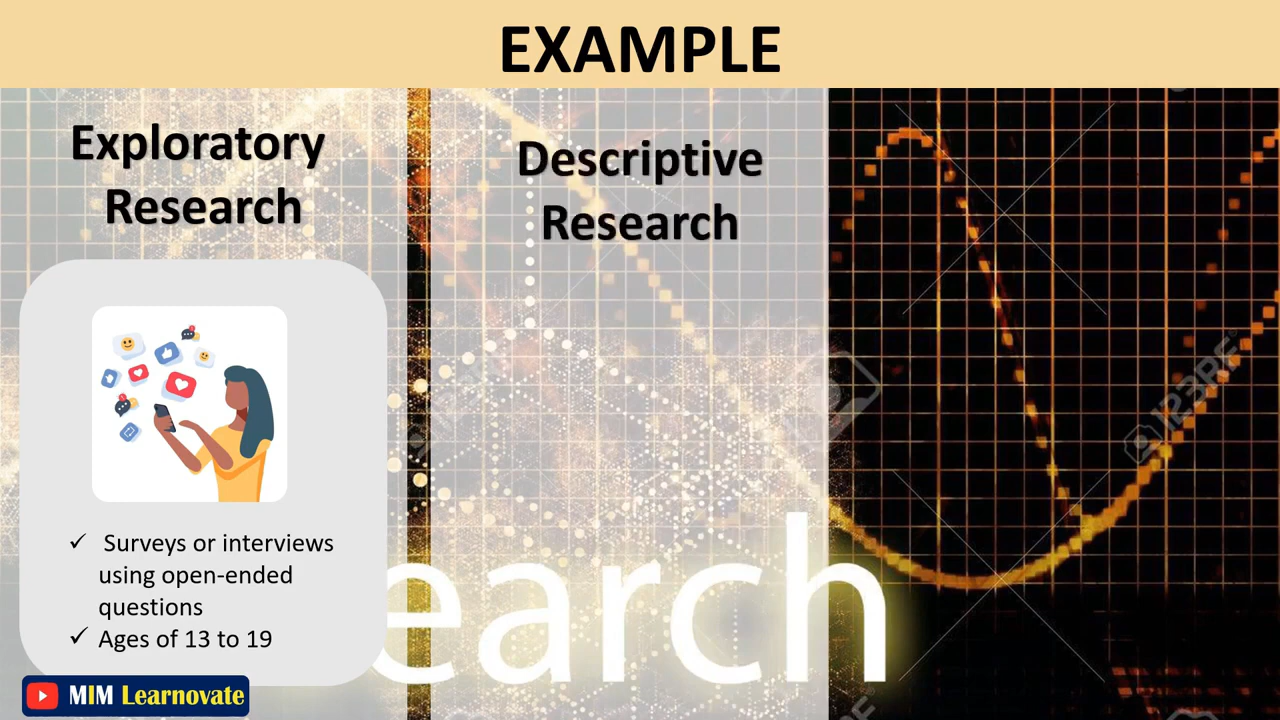 EXAMPLE
Exploratory
Research
Descriptive
Research
✓ Surveys or interviews
using open-ended
questions
✓ Ages of 13 to 19
earch
MIM Learnovate
123RF